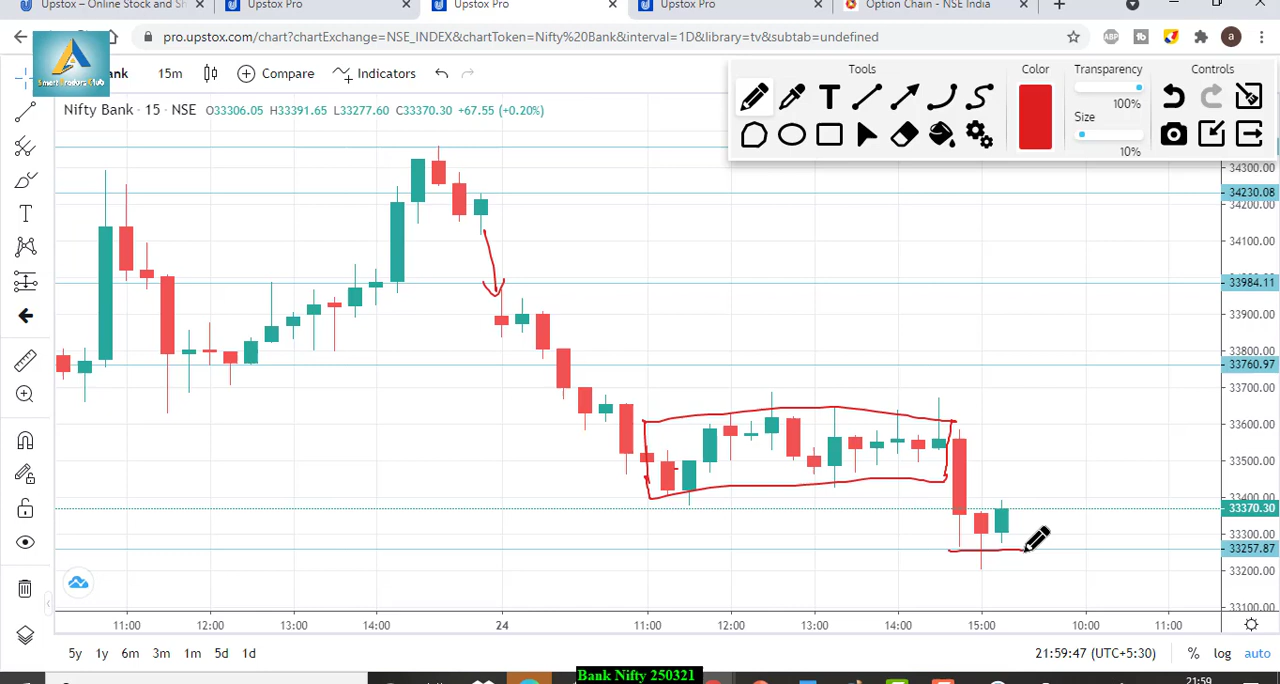 Upstox – Online Stock and Sh
Upstox Pro
Upstox Pro
Upstox Pro
Option Chain - NSE India
pro.upstox.com/chart?chartExchange=NSE_INDEX&chartToken=Nifty%20Bank&interval=1D&library=tv&subtab=undefined
ABP
a
Smart Traders Club
nk
15m
Compare
Indicators
Tools
Color
Transparency
Controls
100%
Size
10%
Nifty Bank · 15 · NSE O33306.05 H33391.65 L33277.60 C33370.30 +67.55 (+0.20%)
34300.00
34230.08
34200.00
34100.00
33984.11
33900.00
33800.00
33760.97
33700.00
33600.00
33500.00
33400.00
33370.30
33300.00
33257.87
33200.00
33100.00
11:00 12:00 13:00 14:00 24 11:00 12:00 13:00 14:00 15:00 10:00 11:00
5y 1y 6m 3m 1m 5d 1d
21:59:47 (UTC+5:30) % log auto
Bank Nifty 250321
21:59